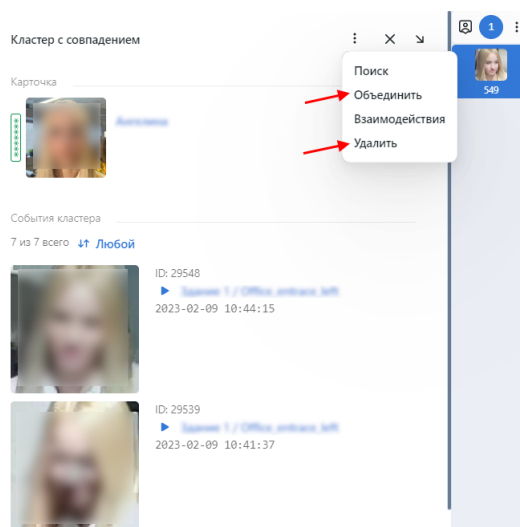 Кластер с совпадением
1
Поиск
Объединить
Взаимодействия
Удалить
549
Карточка
События кластера
7 из 7 всего Любой
ID: 29548
2023-02-09 10:44:15
ID: 29539
2023-02-09 10:41:37